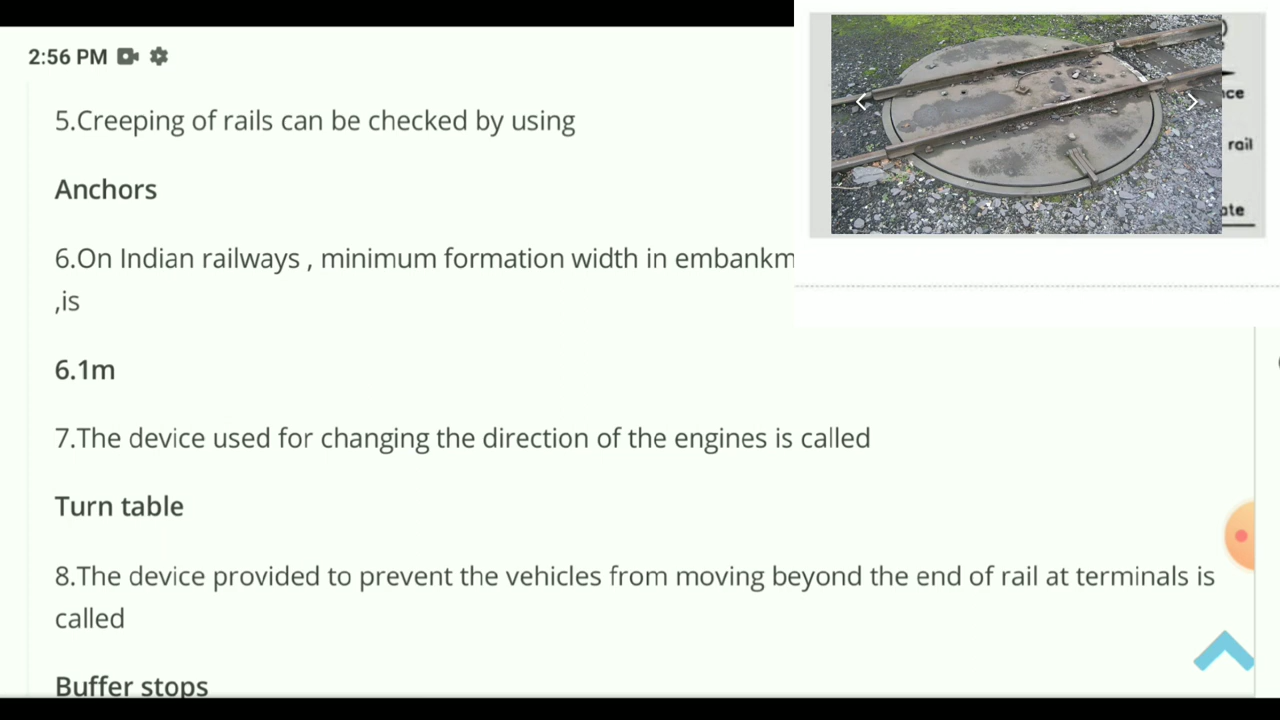 2:56 PM
5.Creeping of rails can be checked by using
Anchors
6.On Indian railways , minimum formation width in embankm
,is
6.1m
7.The device used for changing the direction of the engines is called
Turn table
8.The device provided to prevent the vehicles from moving beyond the end of rail at terminals is
called
Buffer stops
rail